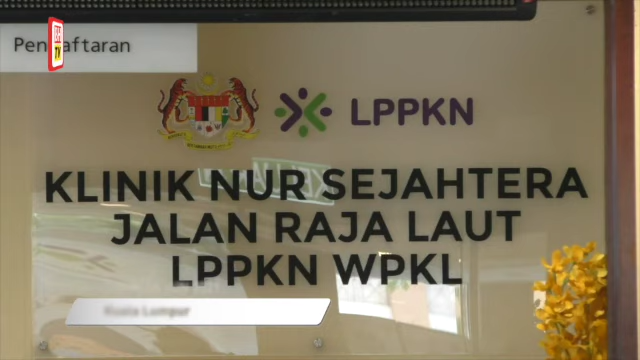 Pendaftaran
LPPKN
KLINIK NUR SEJAHTERA
JALAN RAJA LAUT
LPPKN WPKL
Kuala Lumpur